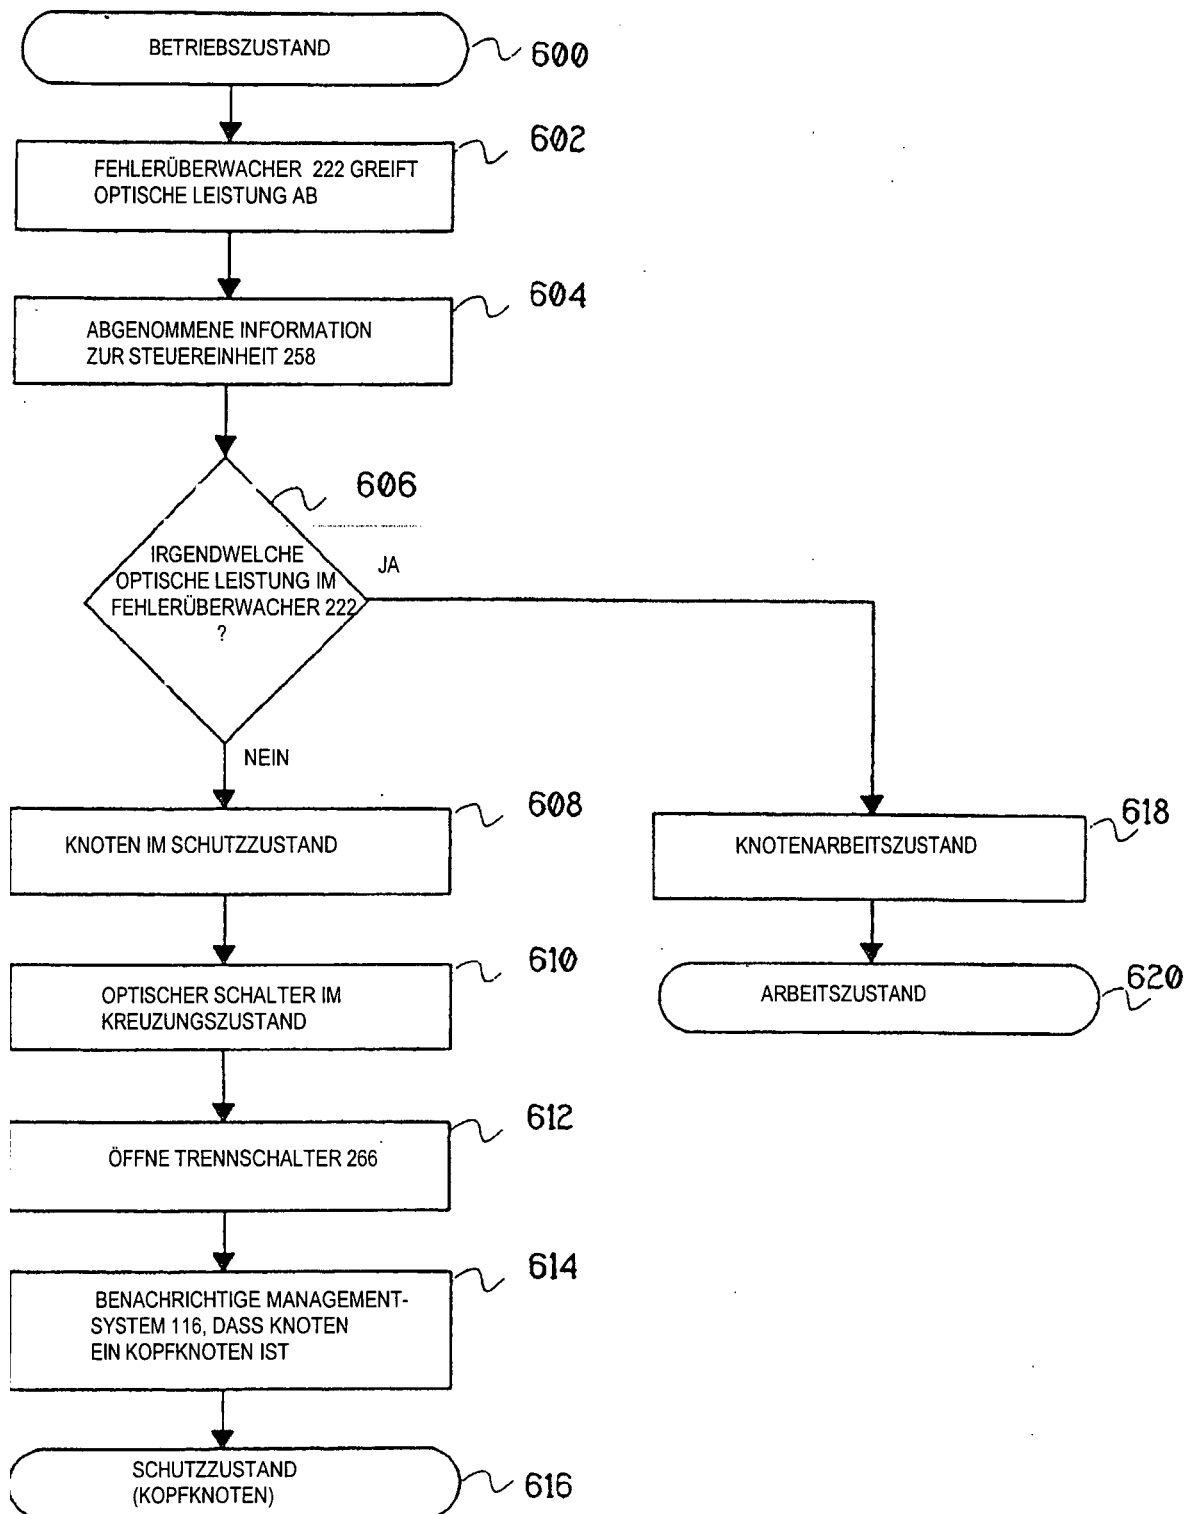 BETRIEBSZUSTAND
600
602
FEHLERÜBERWACHER 222 GREIFT
OPTISCHE LEISTUNG AB
604
ABGENOMMENE INFORMATION
ZUR STEUEREINHEIT 258
606
IRGENDWELCHE
OPTISCHE LEISTUNG IM
FEHLERÜBERWACHER 222
?
JA
NEIN
608
KNOTEN IM SCHUTZZUSTAND
618
KNOTENARBEITSZUSTAND
610
OPTISCHER SCHALTER IM
KREUZUNGSZUSTAND
620
ARBEITSZUSTAND
612
ÖFFNE TRENNSCHALTER 266
614
BENACHRICHTIGE MANAGEMENT-
SYSTEM 116, DASS KNOTEN
EIN KOPFKNOTEN IST
SCHUTZZUSTAND
(KOPFKNOTEN)
616